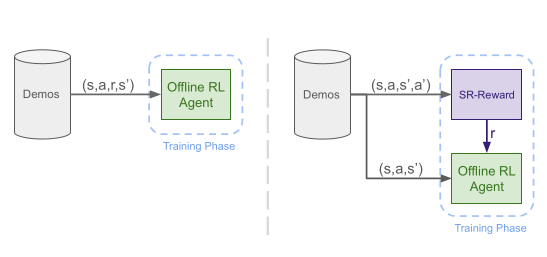 Demos
(s,a,r,s’)
Offline RL
Agent
Training Phase
Demos
(s,a,s’,a’)
SR-Reward
r
(s,a,s’)
Offline RL
Agent
Training Phase